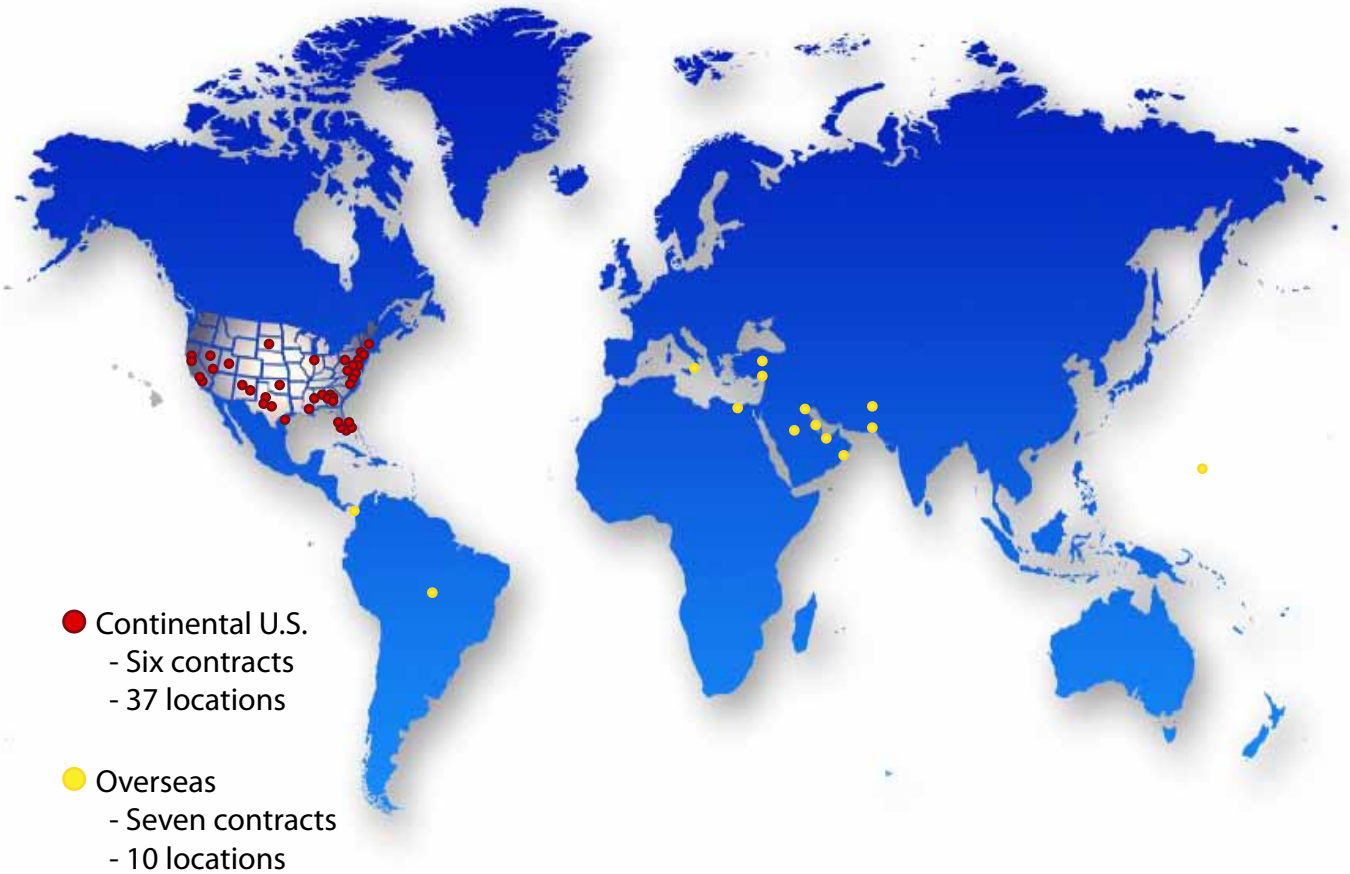 Continental U.S.
- Six contracts
- 37 locations
Overseas
- Seven contracts
- 10 locations